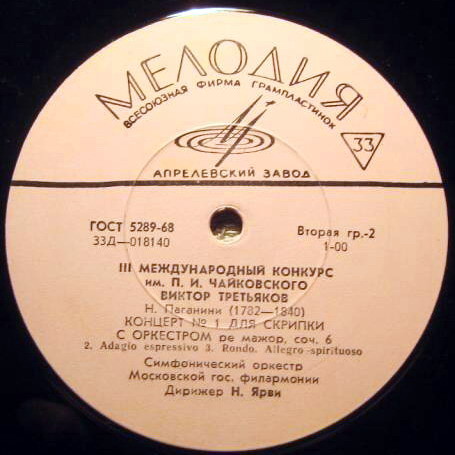 МЕЛОДИЯ
ВСЕСОЮЗНАЯ ФИРМА ГРАМПЛАСТИНОК
33
АПРЕЛЕВСКИЙ ЗАВОД
ГОСТ 5289-68
Вторая гр.-2
33Д—018140
1-00
III МЕЖДУНАРОДНЫЙ КОНКУРС
им. П. И. ЧАЙКОВСКОГО
ВИКТОР ТРЕТЬЯКОВ
Н. Паганини (1782—1840)
КОНЦЕРТ № 1 ДЛЯ СКРИПКИ
С ОРКЕСТРОМ ре мажор, соч. 6
2. Adagio espressivo 3. Rondo. Allegro spirituoso
Симфонический оркестр
Московской гос. филармонии
Дирижер Н. Ярви